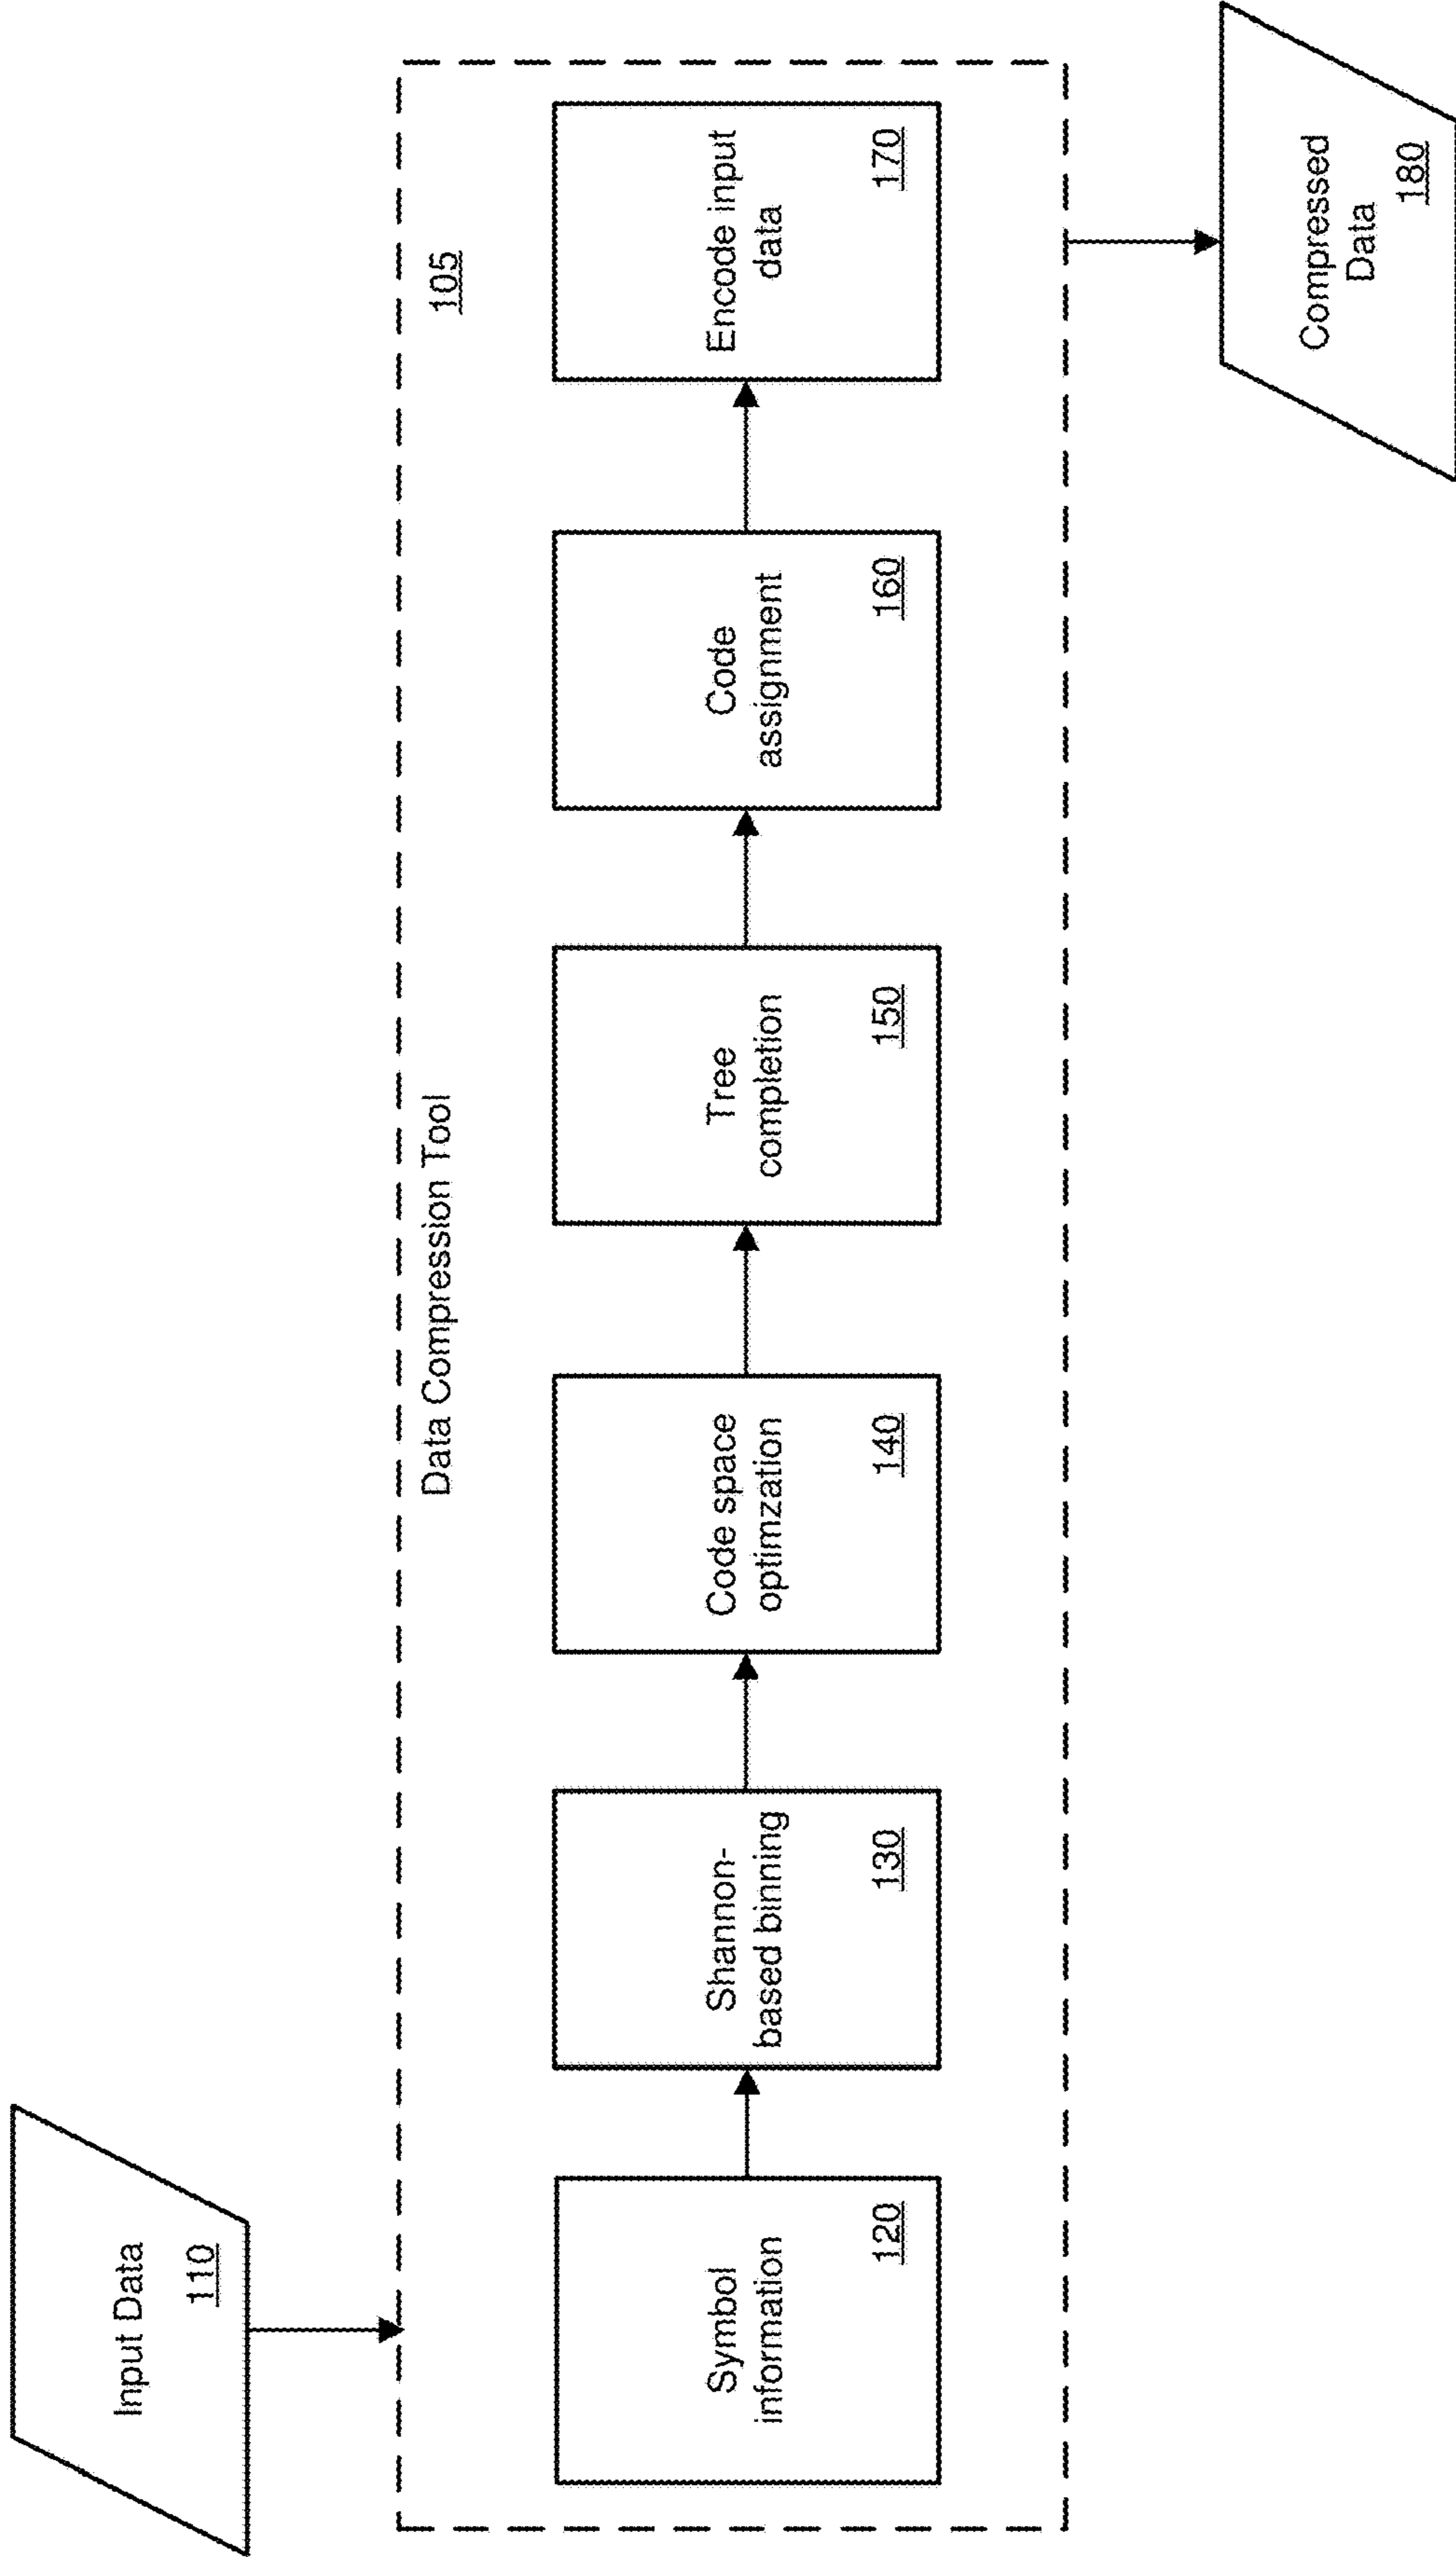 Input Data
110
Data Compression Tool
105
Symbol
information
120
Shannon-
based binning
130
Code space
optimzation
140
Tree
completion
150
Code
assignment
160
Encode input
data
170
Compressed
Data
180